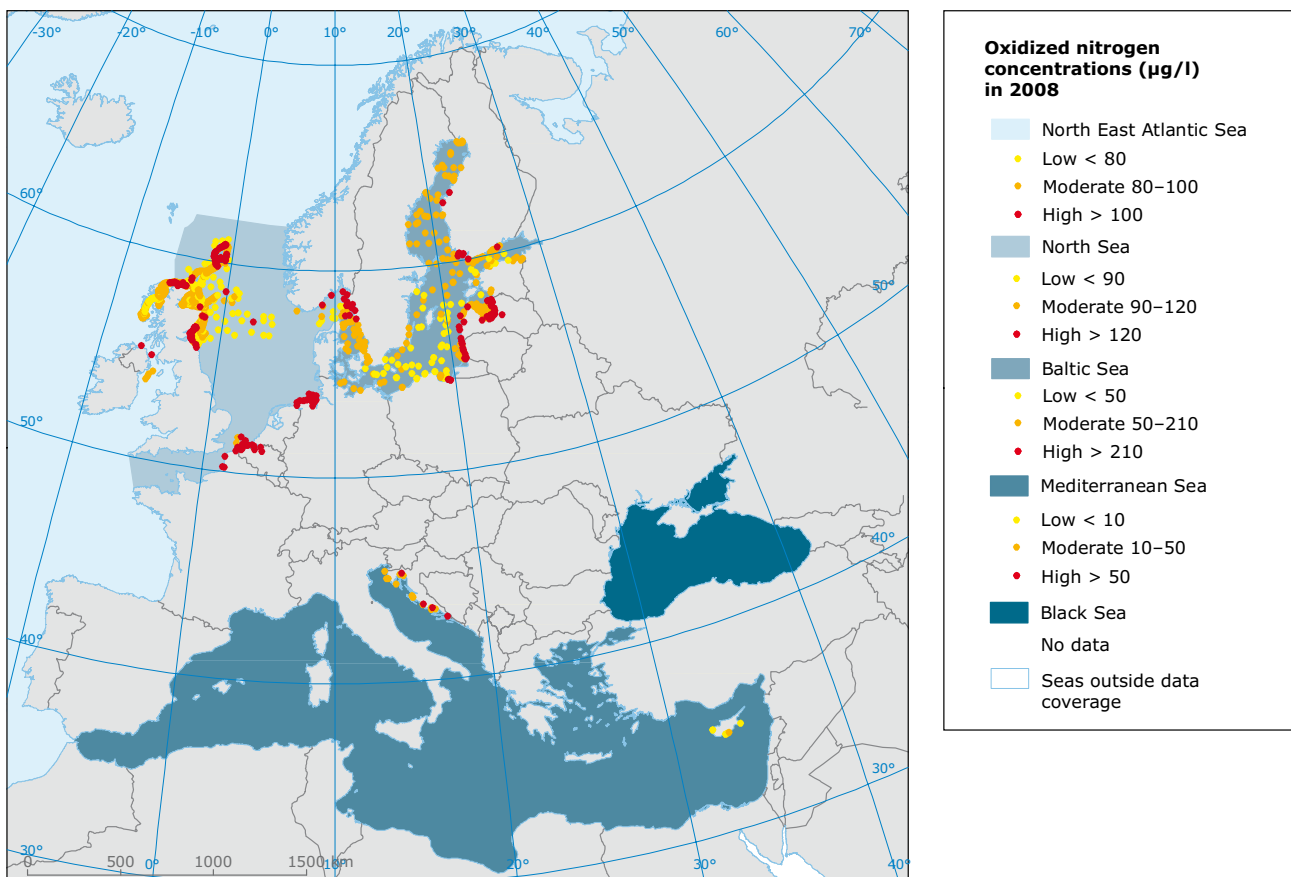 -30°
-20°
-10°
0°
10°
20°
30°
40°
60°
70°
60°
50°
50°
40°
40°
30°
30°
0
500
1000
1500 km
0°
10°
20°
30°
40°
Oxidized nitrogen
concentrations (µg/l)
in 2008
North East Atlantic Sea
Low < 80
Moderate 80–100
High > 100
North Sea
Low < 90
Moderate 90–120
High > 120
Baltic Sea
Low < 50
Moderate 50–210
High > 210
Mediterranean Sea
Low < 10
Moderate 10–50
High > 50
Black Sea
No data
Seas outside data
coverage